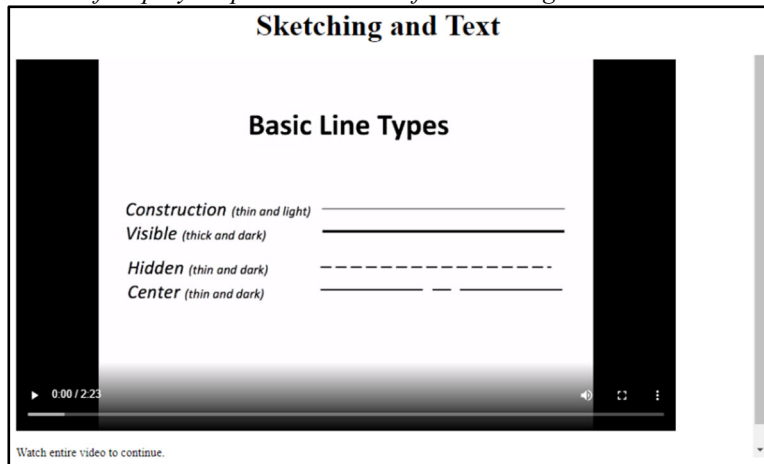 Sketching and Text
Basic Line Types
Construction (thin and light)
Visible (thick and dark)
Hidden (thin and dark)
Center (thin and dark)
0:00 / 2:23
Watch entire video to continue.